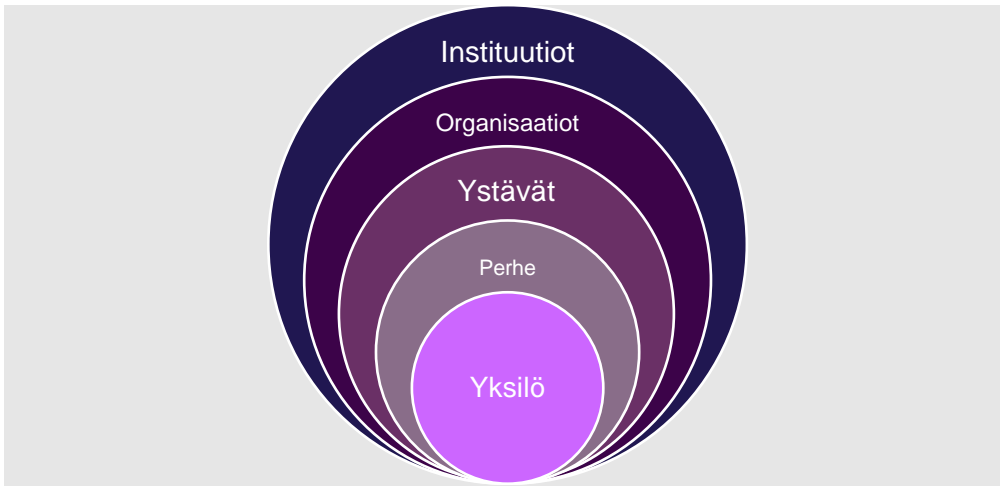 Instituutiot
Organisaatiot
Ystävät
Perhe
Yksilö